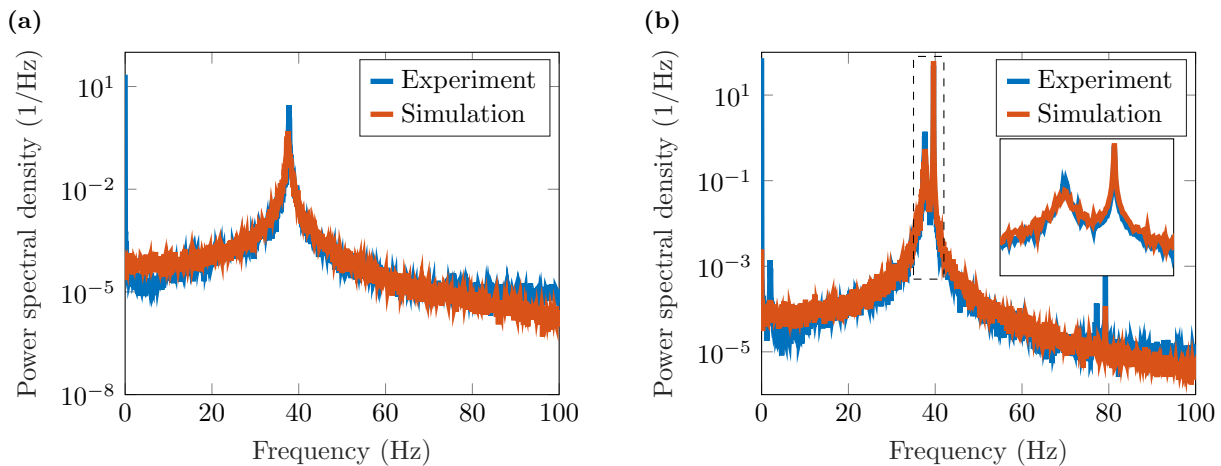 (a)
Power spectral density (1/Hz)
10^1
10^−2
10^−5
10^−8
0 20 40 60 80 100
Frequency (Hz)
Experiment
Simulation
(b)
Power spectral density (1/Hz)
10^1
10^−1
10^−3
10^−5
0 20 40 60 80 100
Frequency (Hz)
Experiment
Simulation